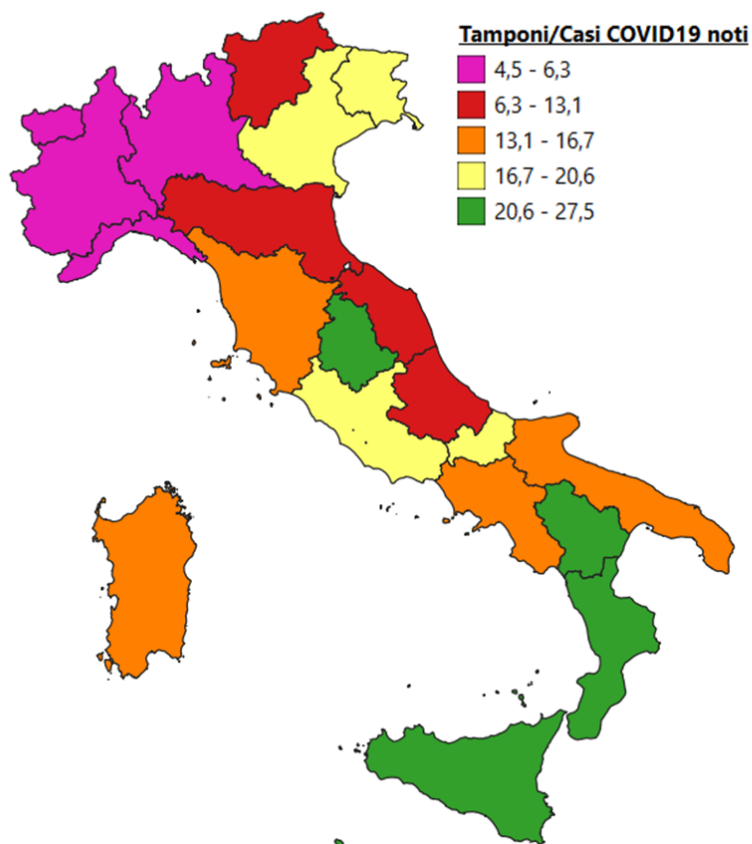 Tamponi/Casi COVID19 noti
4,5 - 6,3
6,3 - 13,1
13,1 - 16,7
16,7 - 20,6
20,6 - 27,5